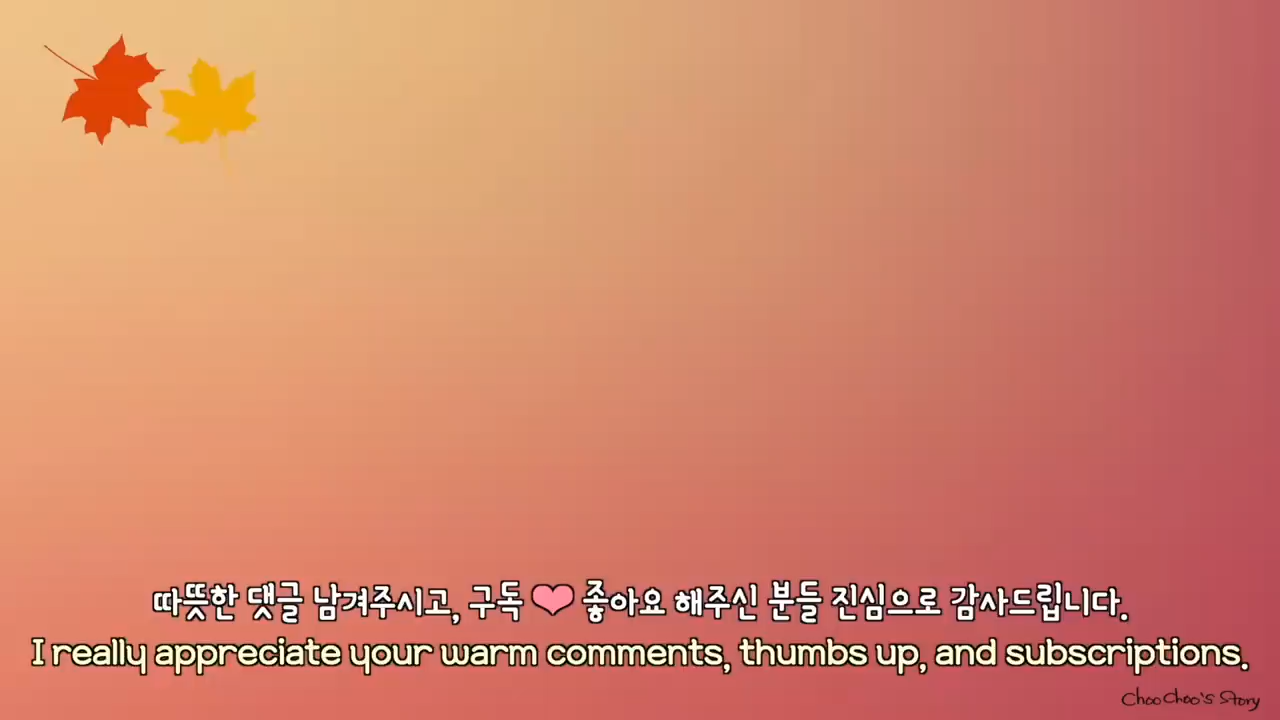 따뜻한 댓글 남겨주시고, 구독 ❤ 좋아요 해주신 분들 진심으로 감사드립니다.
I really appreciate your warm comments, thumbs up, and subscriptions.
ChooChoo's Story